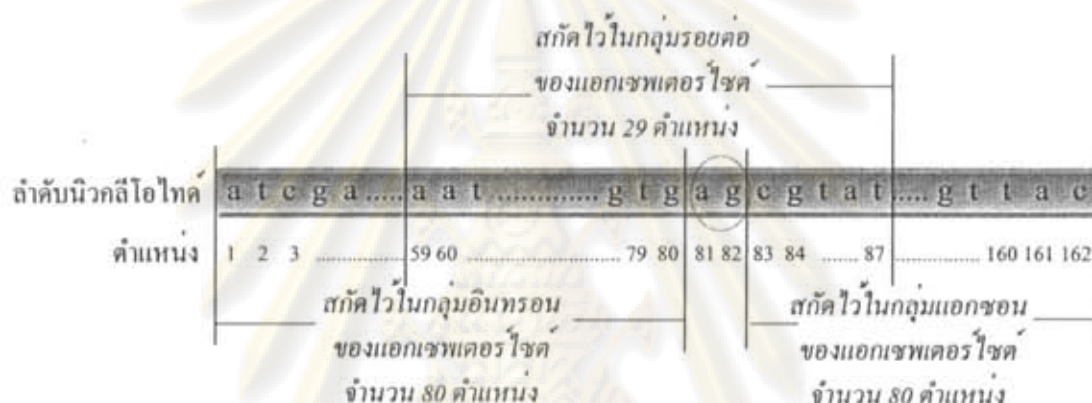 สกัดไว้ในกลุ่มรอยต่อ
ของแอกเซพเตอร์ไซต์
จำนวน 29 ตำแหน่ง
ลำดับนิวคลีโอไทด์ a t c g a ..... a a t ............. g t g a g c g t a t .... g t t a c
ตำแหน่ง 1 2 3 ................ 59 60 ......................... 79 80 81 82 83 84 ...... 87 ................ 160 161 162
สกัดไว้ในกลุ่มอินทรอน
ของแอกเซพเตอร์ไซต์
จำนวน 80 ตำแหน่ง
สกัดไว้ในกลุ่มแอกซอน
ของแอกเซพเตอร์ไซต์
จำนวน 80 ตำแหน่ง